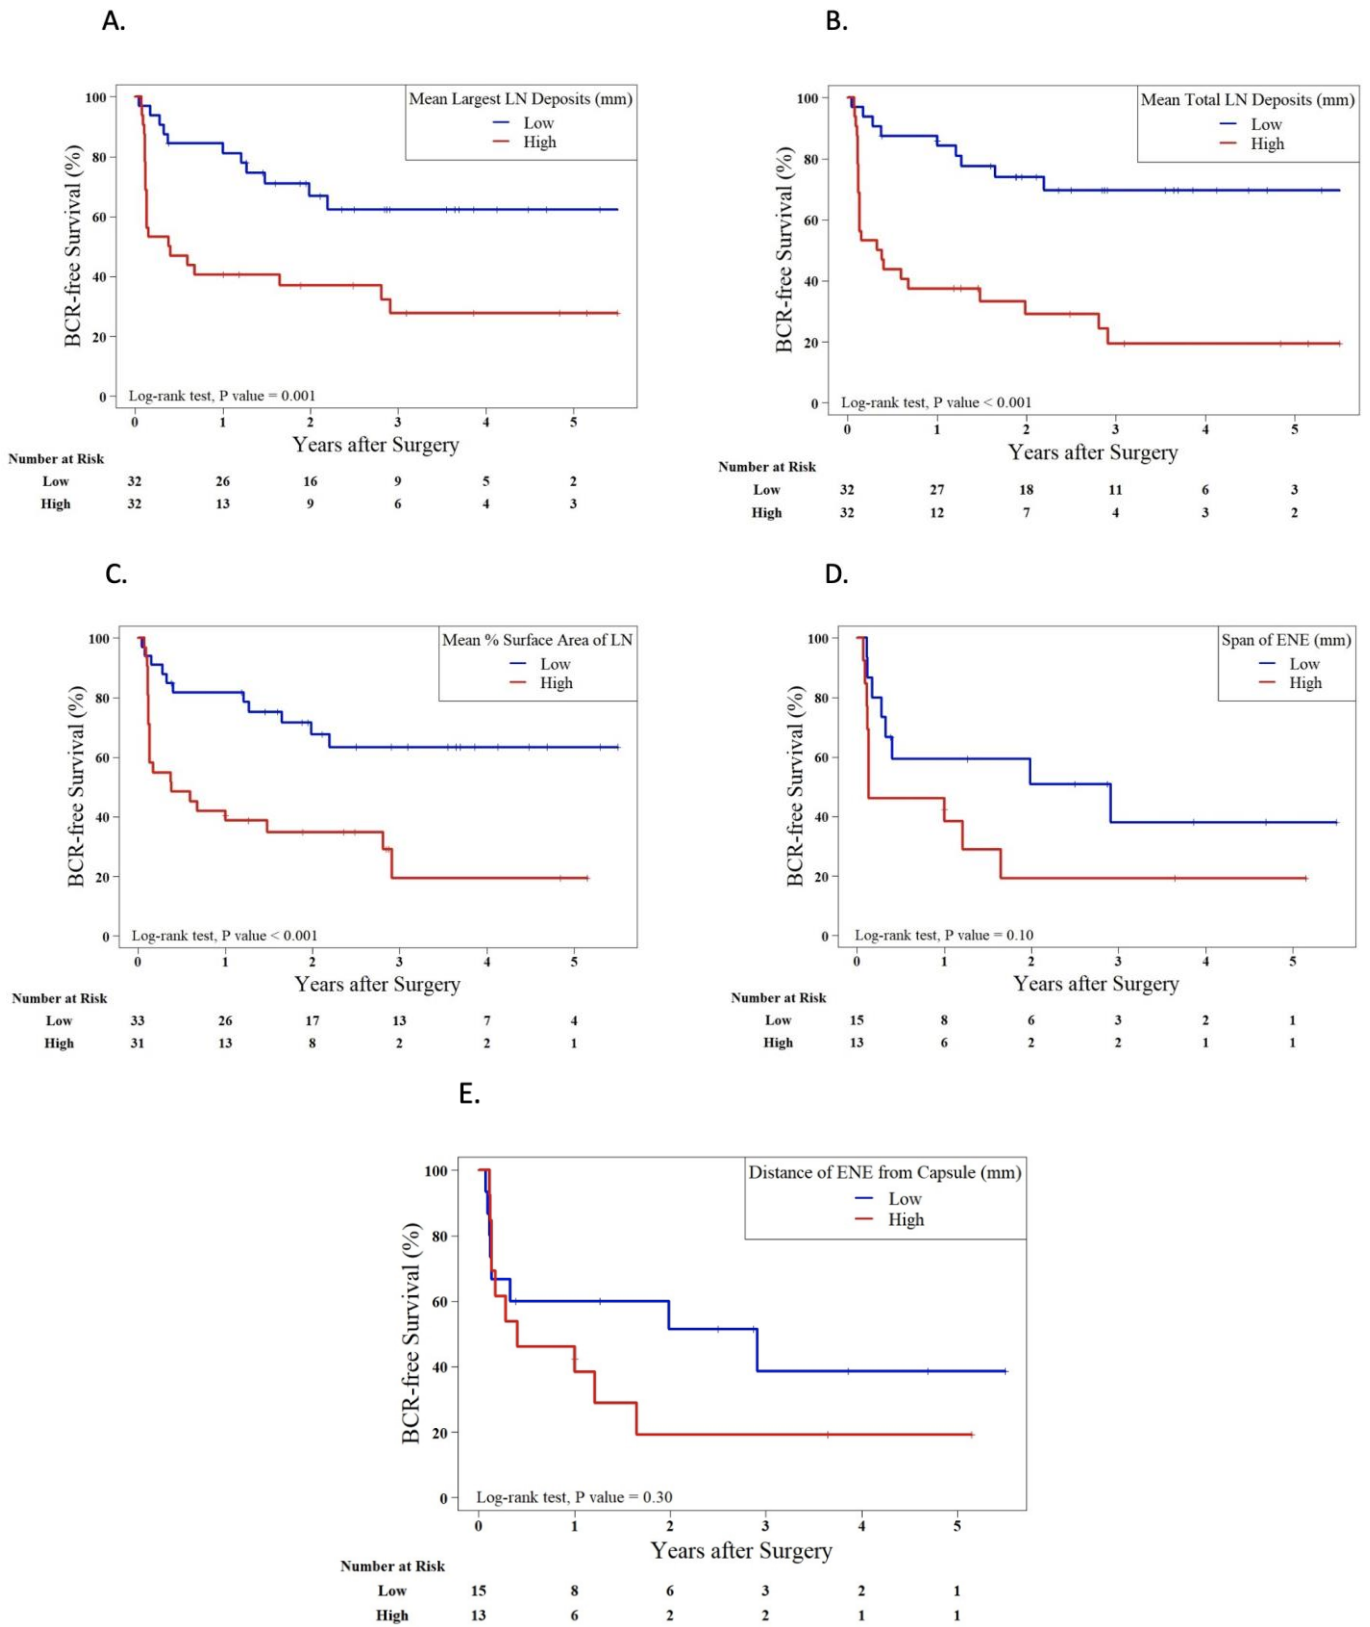 A.
Mean Largest LN Deposits (mm)
Low
High
BCR-free Survival (%)
100
80
60
40
20
0
Log-rank test, P value = 0.001
0 1 2 3 4 5
Years after Surgery
Number at Risk
Low 32 26 16 9 5 2
High 32 13 9 6 4 3
B.
Mean Total LN Deposits (mm)
Low
High
BCR-free Survival (%)
100
80
60
40
20
0
Log-rank test, P value < 0.001
0 1 2 3 4 5
Years after Surgery
Number at Risk
Low 32 27 18 11 6 3
High 32 12 7 4 3 2
C.
Mean % Surface Area of LN
Low
High
BCR-free Survival (%)
100
80
60
40
20
0
Log-rank test, P value < 0.001
0 1 2 3 4 5
Years after Surgery
Number at Risk
Low 33 26 17 13 7 4
High 31 13 8 2 2 1
D.
Span of ENE (mm)
Low
High
BCR-free Survival (%)
100
80
60
40
20
0
Log-rank test, P value = 0.10
0 1 2 3 4 5
Years after Surgery
Number at Risk
Low 15 8 6 3 2 1
High 13 6 2 2 1 1
E.
Distance of ENE from Capsule (mm)
Low
High
BCR-free Survival (%)
100
80
60
40
20
0
Log-rank test, P value = 0.30
0 1 2 3 4 5
Years after Surgery
Number at Risk
Low 15 8 6 3 2 1
High 13 6 2 2 1 1